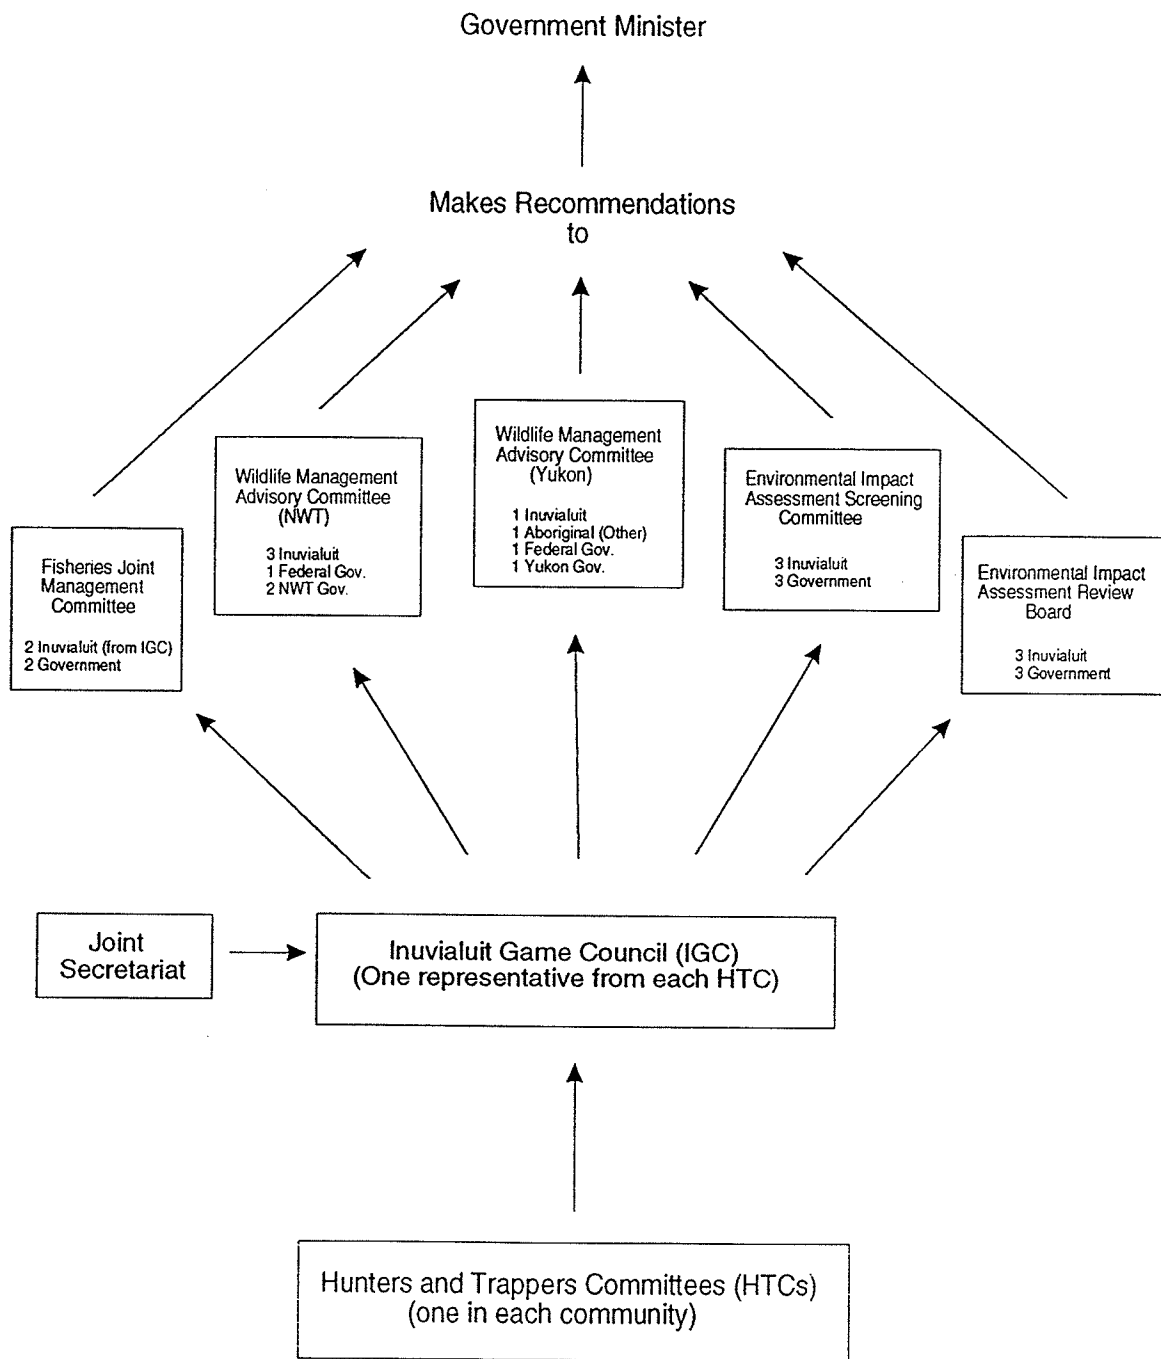 Government Minister
Makes Recommendations
to
Fisheries Joint
Management
Committee
2 Inuvialuit (from IGC)
2 Government
Wildlife Management
Advisory Committee
(NWT)
3 Inuvialuit
1 Federal Gov.
2 NWT Gov.
Wildlife Management
Advisory Committee
(Yukon)
1 Inuvialuit
1 Aboriginal (Other)
1 Federal Gov.
1 Yukon Gov.
Environmental Impact
Assessment Screening
Committee
3 Inuvialuit
3 Government
Environmental Impact
Assessment Review
Board
3 Inuvialuit
3 Government
Joint
Secretariat
Inuvialuit Game Council (IGC)
(One representative from each HTC)
Hunters and Trappers Committees (HTCs)
(one in each community)